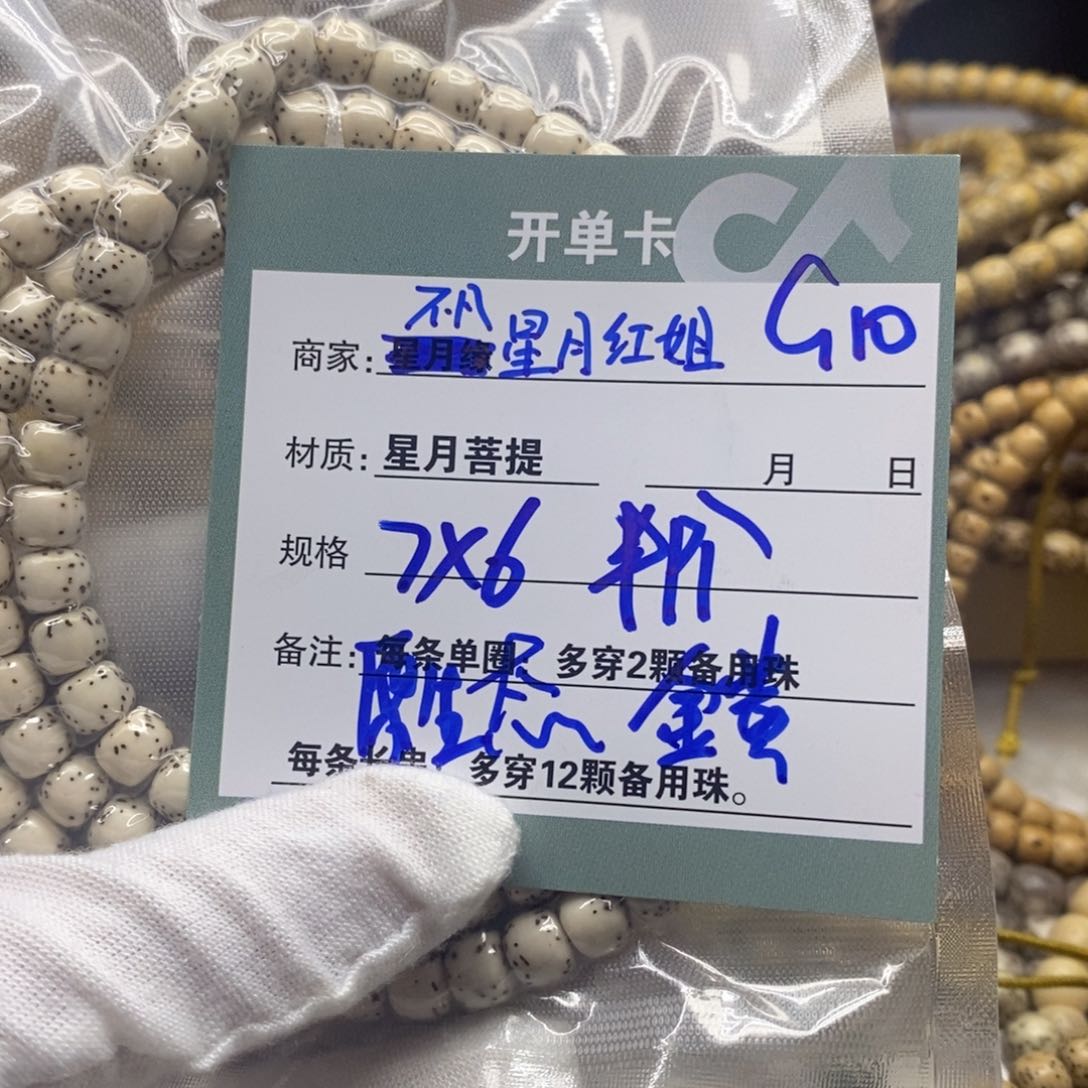 开单卡
G10
商家: 不凡 星月缘 星月红姐
材质: 星月菩提 月 日
规格 7X6
备注: 每条单圈: 多穿2颗备用珠
每条长串: 多穿12颗备用珠。